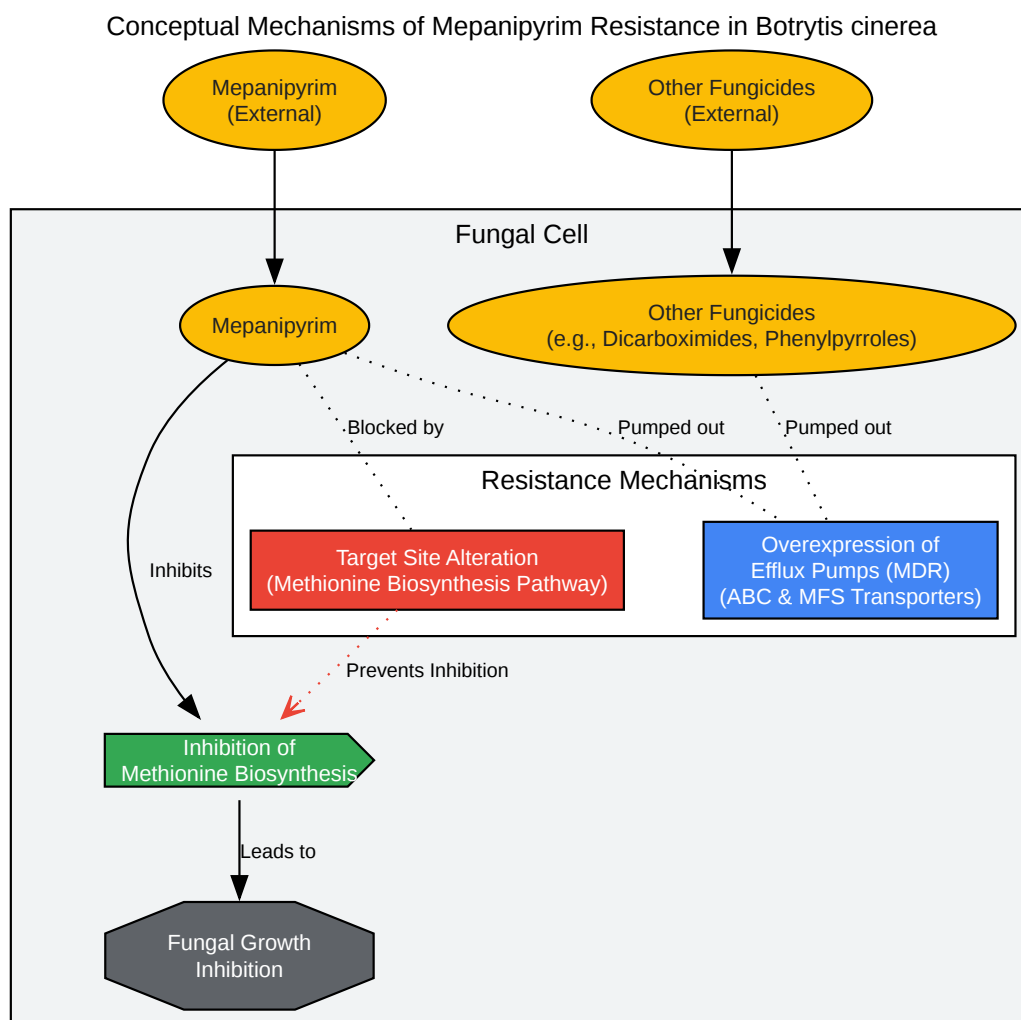 Conceptual Mechanisms of Mepanipyrim Resistance in Botrytis cinerea
Mepanipyrim
(External)
Other Fungicides
(External)
Fungal Cell
Mepanipyrim
Other Fungicides
(e.g., Dicarboximides, Phenylpyrroles)
Blocked by
Pumped out
Pumped out
Resistance Mechanisms
Target Site Alteration
(Methionine Biosynthesis Pathway)
Overexpression of
Efflux Pumps (MDR)
(ABC & MFS Transporters)
Inhibits
Prevents Inhibition
Inhibition of
Methionine Biosynthesis
Leads to
Fungal Growth
Inhibition